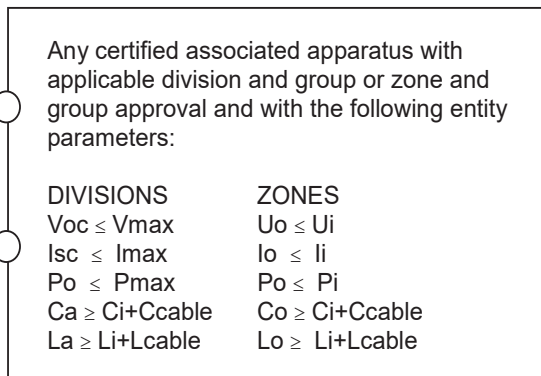 Any certified associated apparatus with
applicable division and group or zone and
group approval and with the following entity
parameters:
DIVISIONS ZONES
Voc ≤ Vmax Uo ≤ Ui
Isc ≤ Imax Io ≤ Ii
Po ≤ Pmax Po ≤ Pi
Ca ≥ Ci+Ccable Co ≥ Ci+Ccable
La ≥ Li+Lcable Lo ≥ Li+Lcable